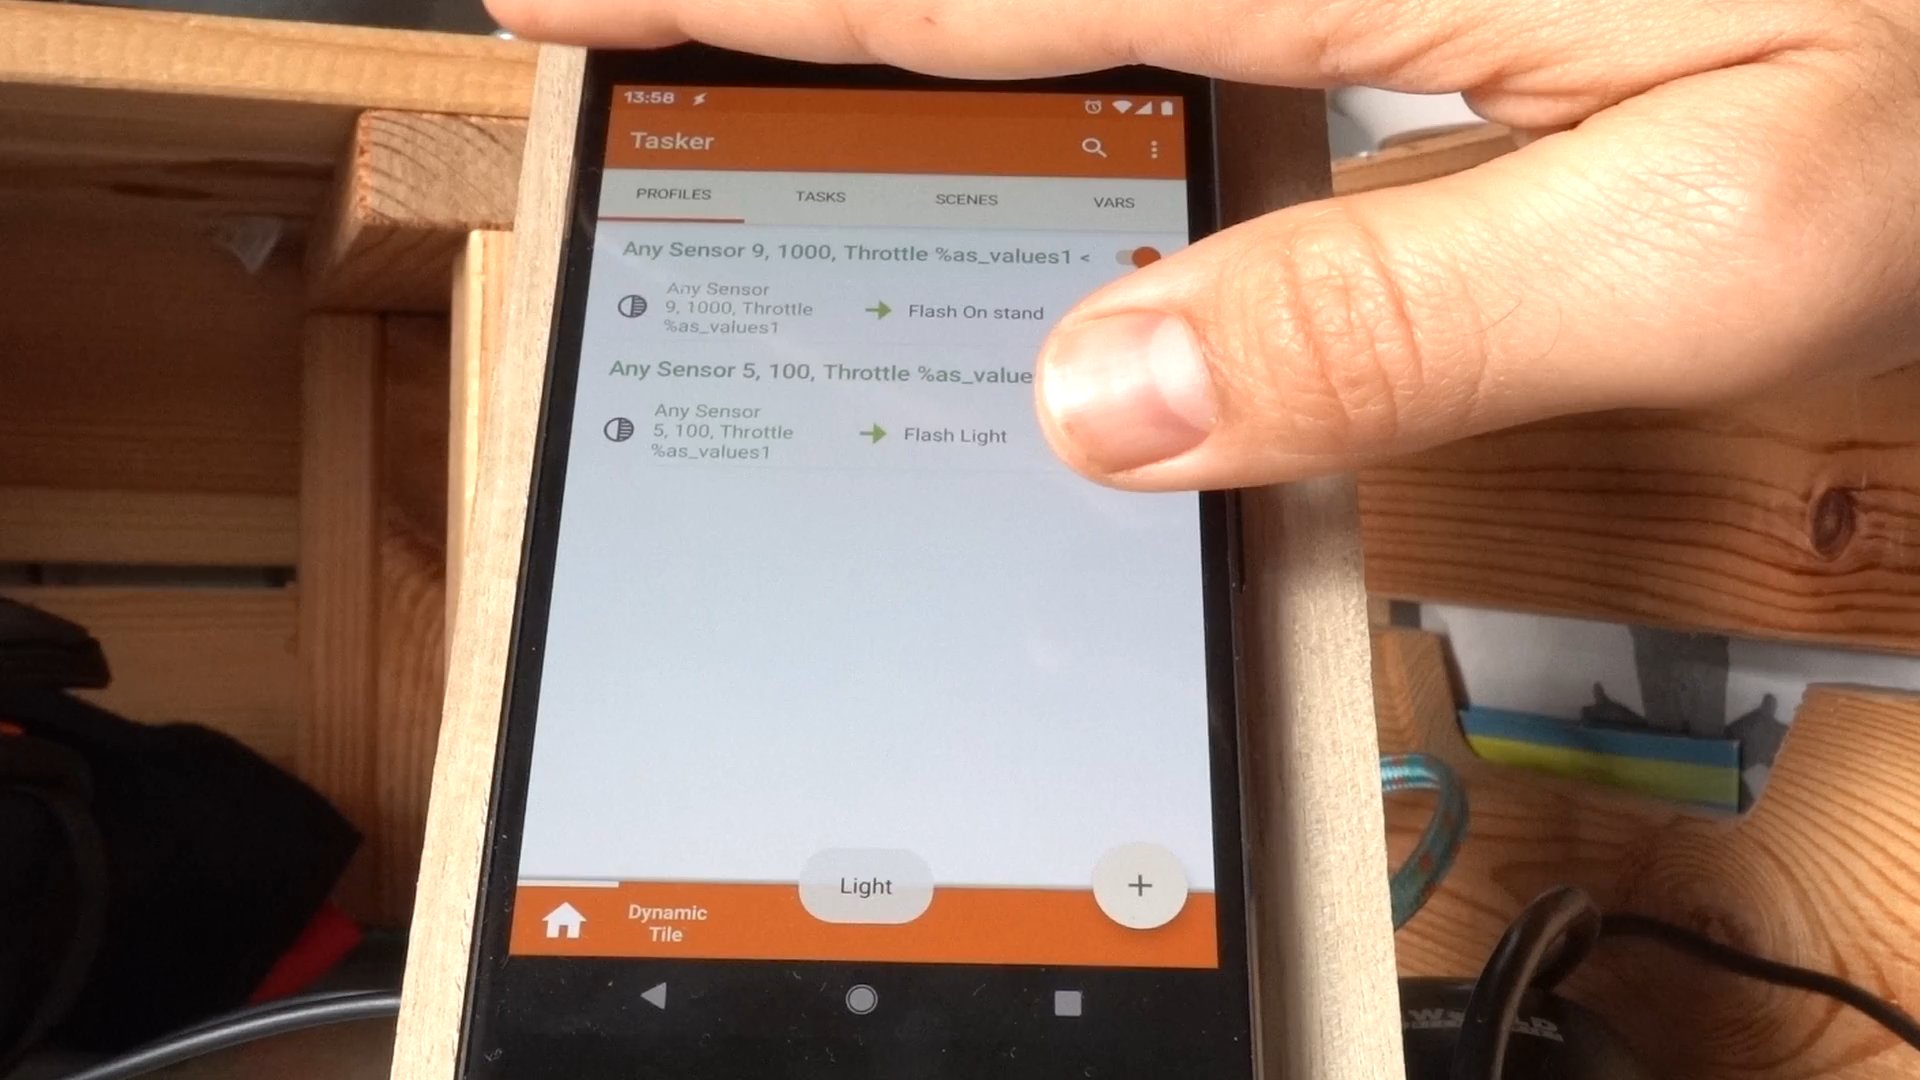 13:58
Tasker
PROFILES TASKS SCENES VARS
Any Sensor 9, 1000, Throttle %as_values1 <
Any Sensor
9, 1000, Throttle
%as_values1
Flash On stand
Any Sensor 5, 100, Throttle %as_value
Any Sensor
5, 100, Throttle
%as_values1
Flash Light
Light
+
Dynamic
Tile